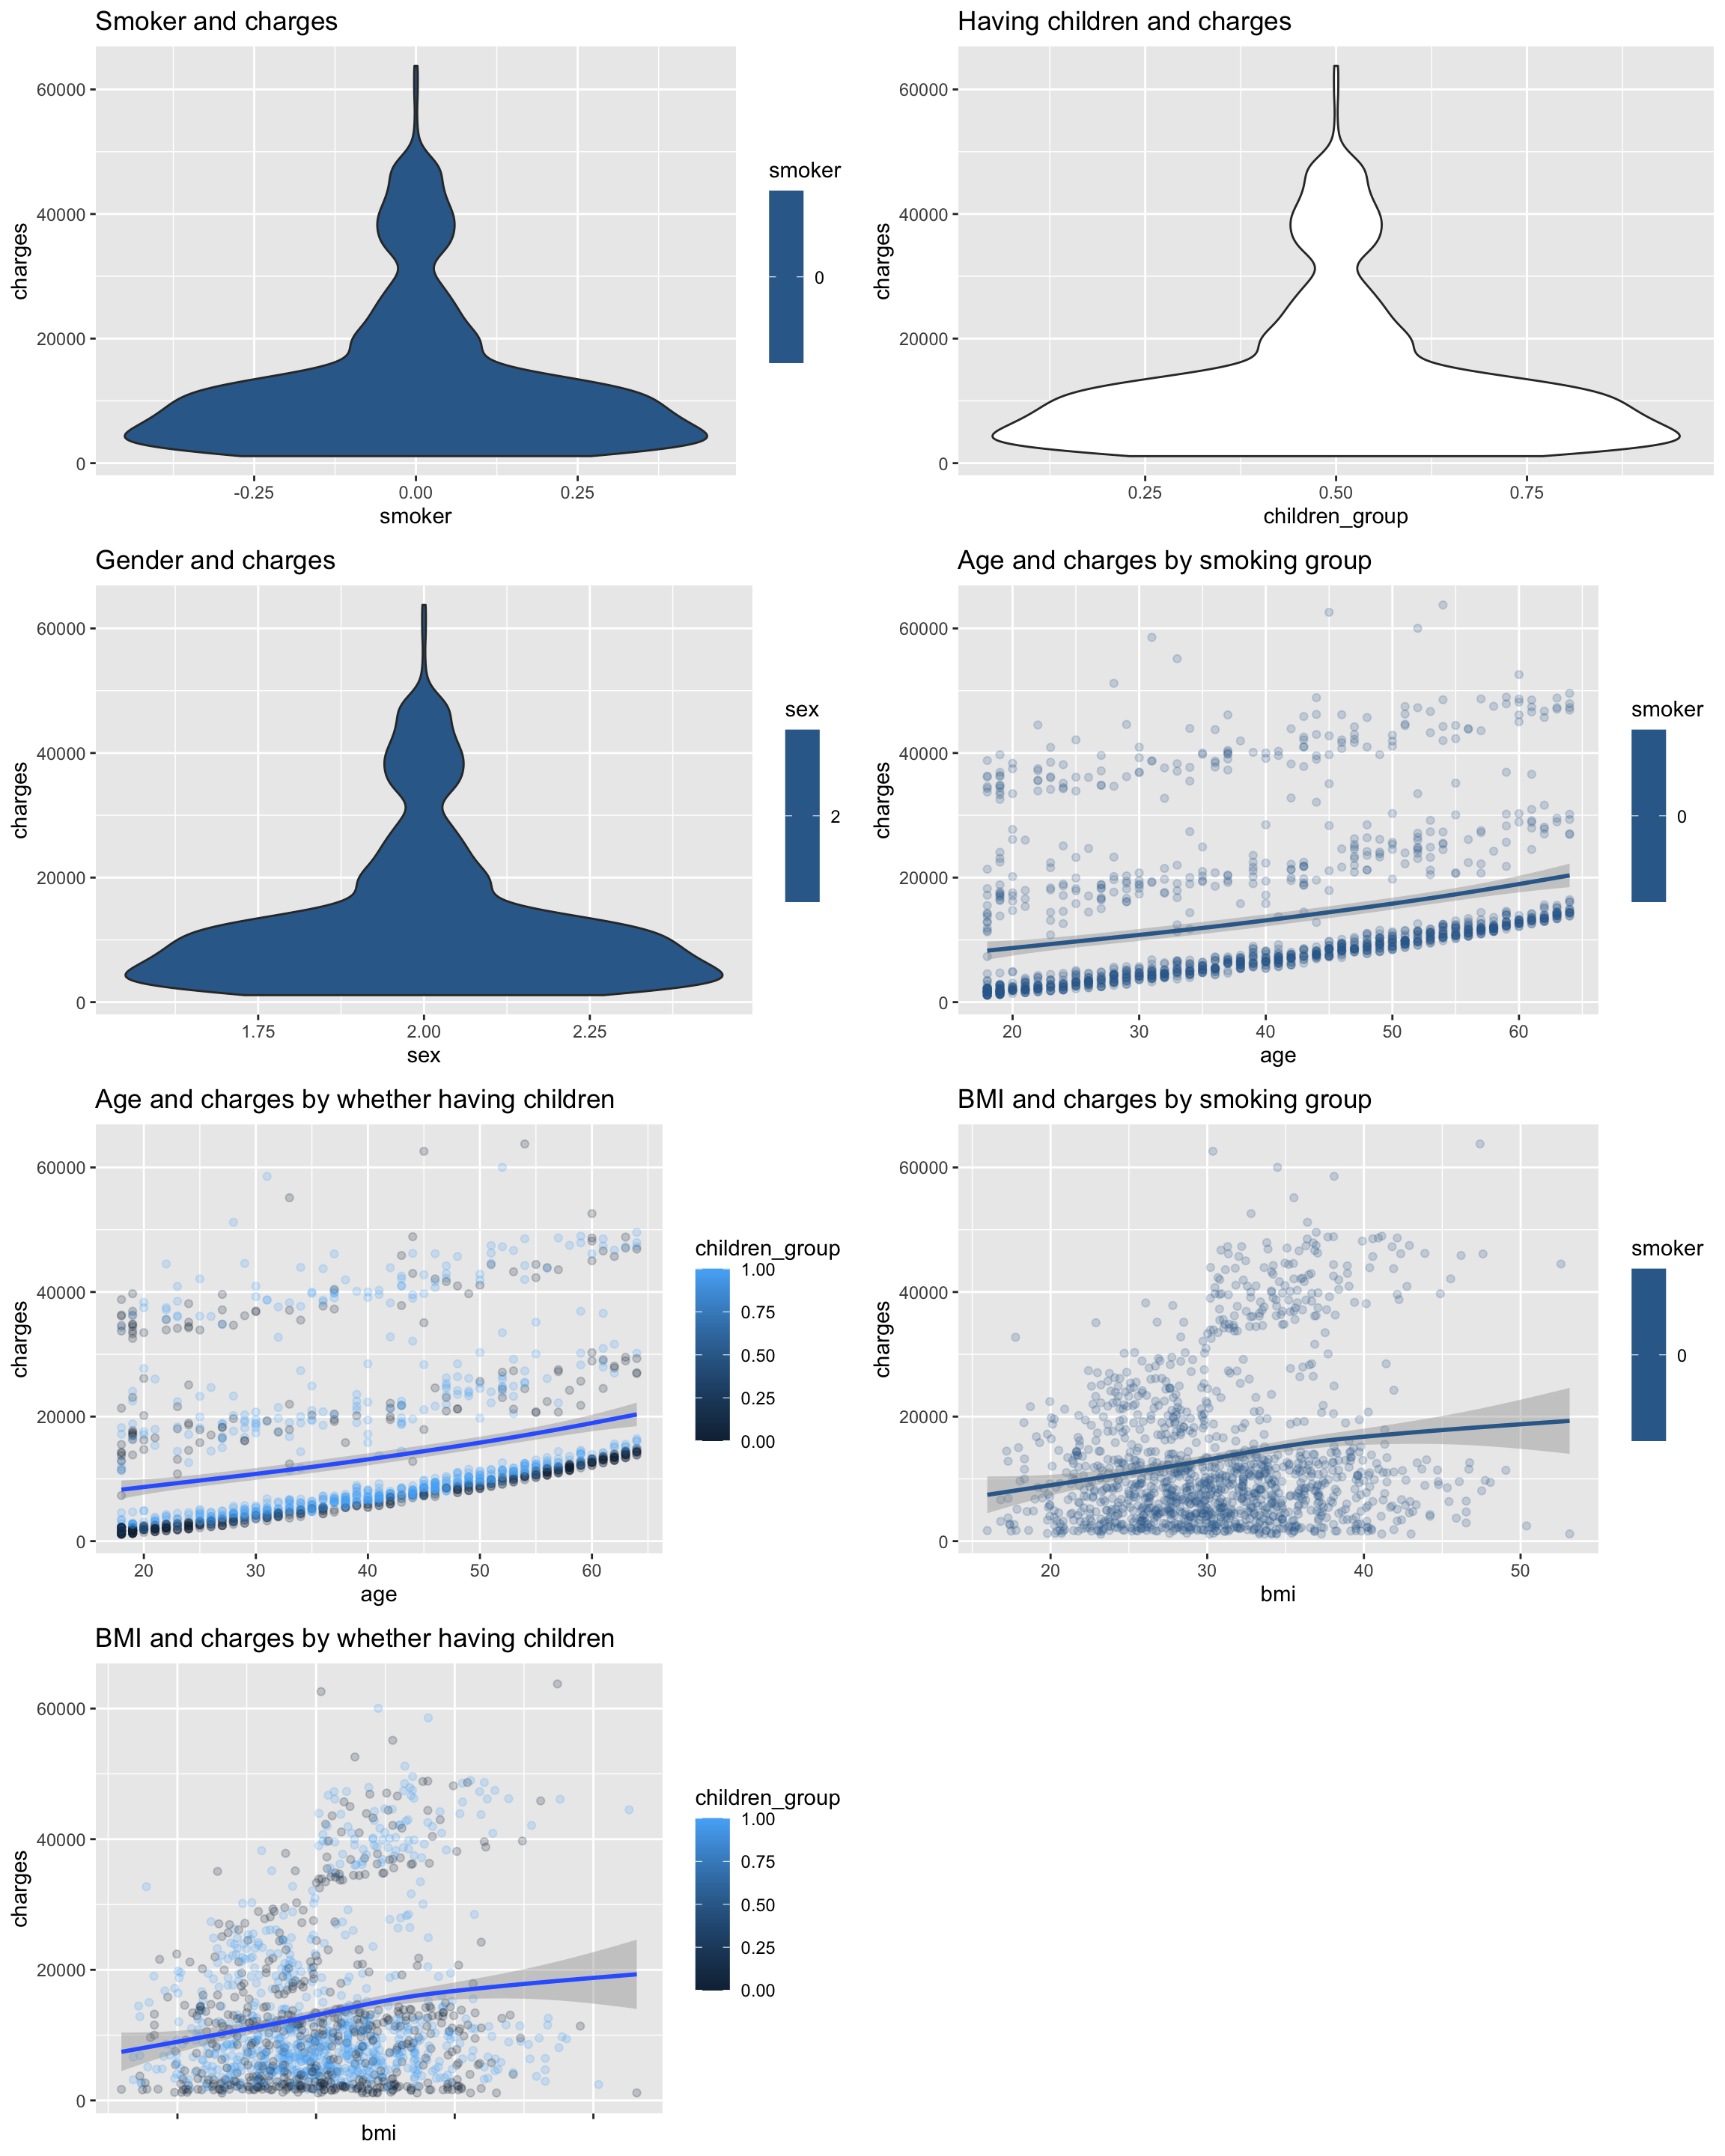 Smoker and charges
60000
40000
20000
0
charges
-0.25 0.00 0.25
smoker
smoker
0
Having children and charges
60000
40000
20000
0
charges
0.25 0.50 0.75
children_group
Gender and charges
60000
40000
20000
0
charges
1.75 2.00 2.25
sex
sex
2
Age and charges by smoking group
60000
40000
20000
0
charges
20 30 40 50 60
age
smoker
0
Age and charges by whether having children
60000
40000
20000
0
charges
20 30 40 50 60
age
children_group
1.00
0.75
0.50
0.25
0.00
BMI and charges by smoking group
60000
40000
20000
0
charges
20 30 40 50
bmi
smoker
0
BMI and charges by whether having children
60000
40000
20000
0
charges
bmi
children_group
1.00
0.75
0.50
0.25
0.00